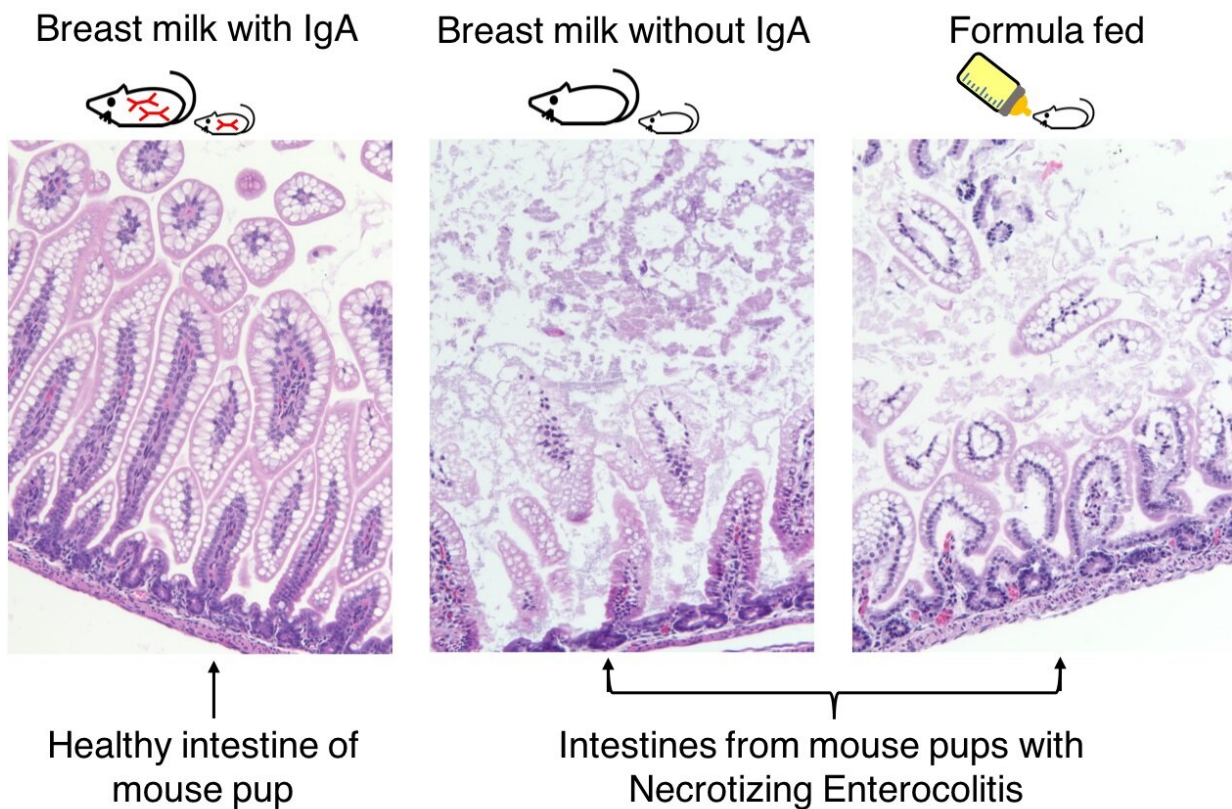 Breast milk with IgA
Breast milk without IgA
Formula fed
Healthy intestine of
mouse pup
Intestines from mouse pups with
Necrotizing Enterocolitis